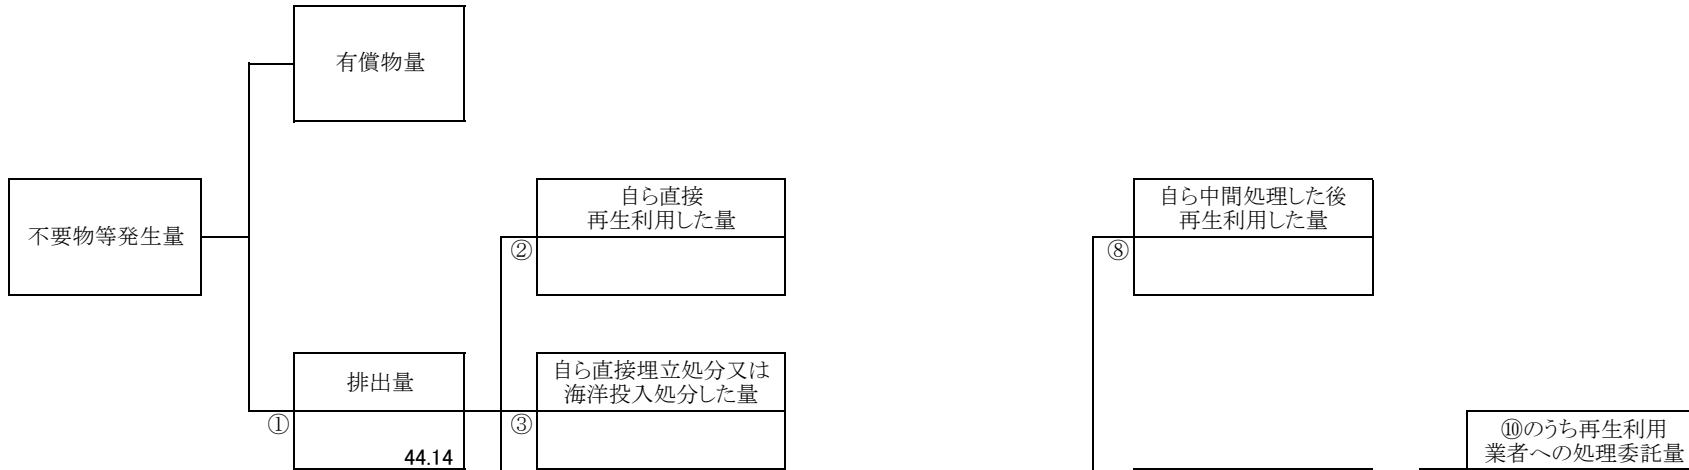 有償物量
不要物等発生量
自ら直接
再生利用した量
②
自ら中間処理した後
再生利用した量
⑧
排出量
①
44.14
自ら直接埋立処分又は
海洋投入処分した量
③
⑩のうち再生利用
業者への処理委託量